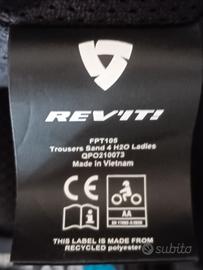 REV'IT!
FPT105
Trousers Sand 4 H2O Ladies
QPO210073
Made in Vietnam
CE
AA
THIS LABEL IS MADE FROM
RECYCLED polyester
subito